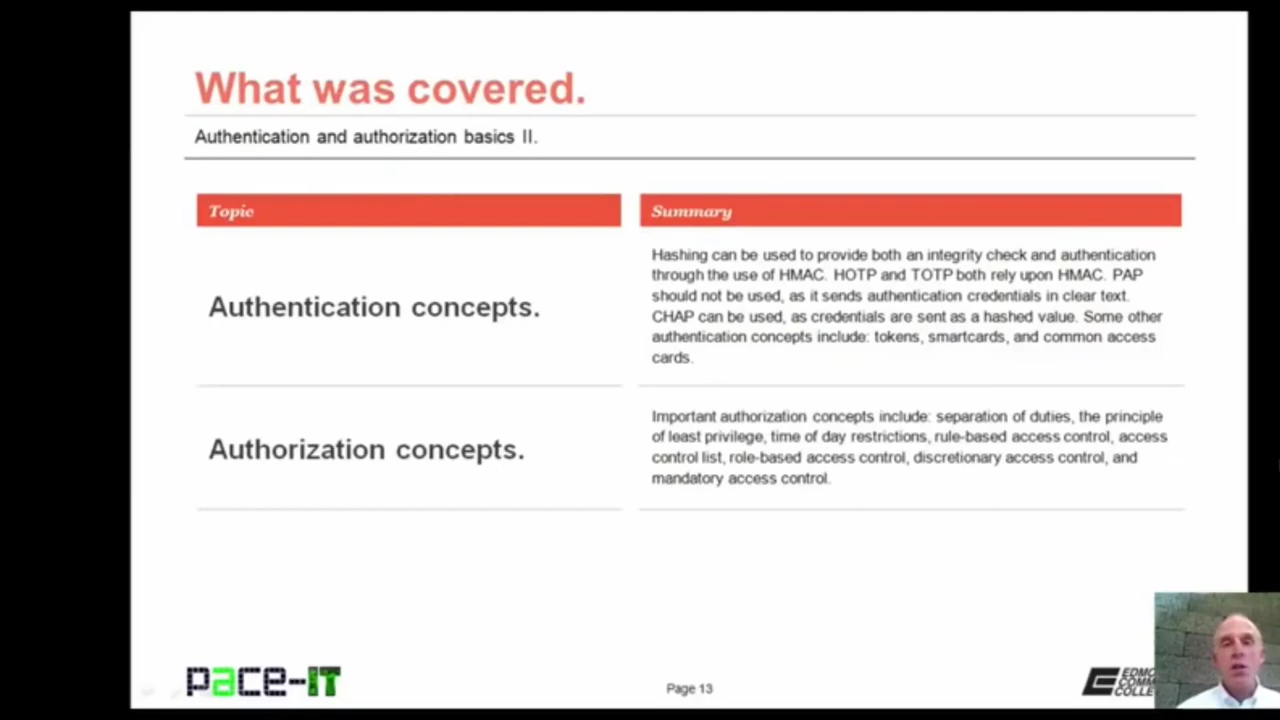 What was covered.
Authentication and authorization basics II.
Topic
Summary
Authentication concepts.
Hashing can be used to provide both an integrity check and authentication
through the use of HMAC. HOTP and TOTP both rely upon HMAC. PAP
should not be used, as it sends authentication credentials in clear text.
CHAP can be used, as credentials are sent as a hashed value. Some other
authentication concepts include: tokens, smartcards, and common access
cards.
Authorization concepts.
Important authorization concepts include: separation of duties, the principle
of least privilege, time of day restrictions, rule-based access control, access
control list, role-based access control, discretionary access control, and
mandatory access control.
pace-IT
Page 13
EDMO
COMM
COLLE